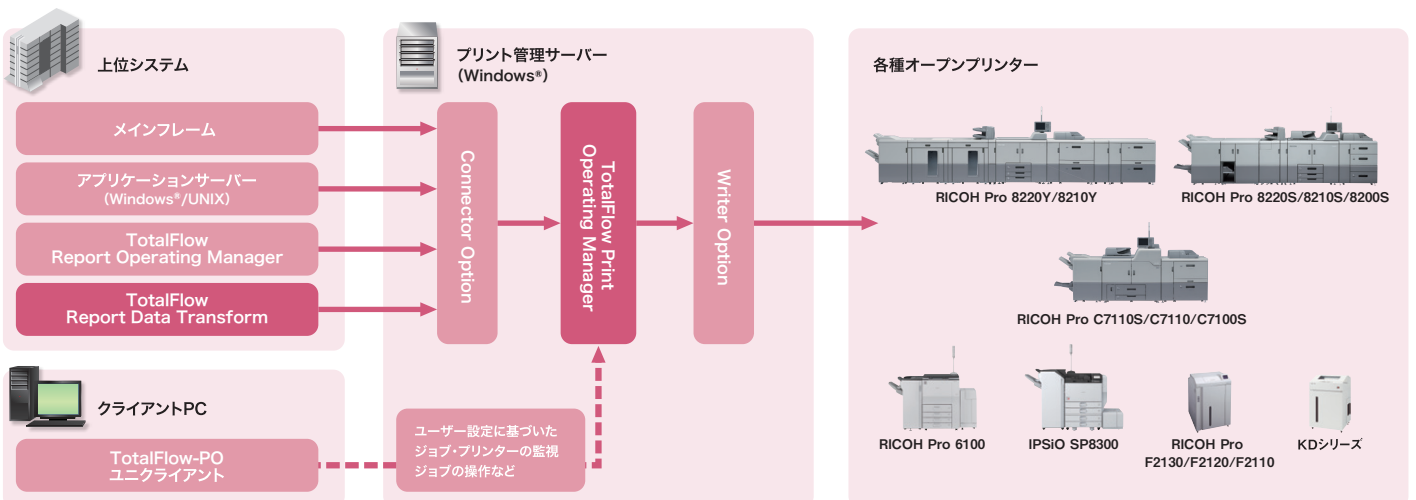 上位システム
メインフレーム
アプリケーションサーバー
（Windows®/UNIX）
TotalFlow
Report Operating Manager
TotalFlow
Report Data Transform
クライアントPC
TotalFlow-PO
ユニクライアント
プリント管理サーバー
（Windows®）
Connector Option
TotalFlow Print
Operating Manager
Writer Option
ユーザー設定に基づいた
ジョブ・プリンターの監視
ジョブの操作など
各種オープンプリンター
RICOH Pro 8220Y/8210Y
RICOH Pro 8220S/8210S/8200S
RICOH Pro C7110S/C7110/C7100S
RICOH Pro 6100
IPSiO SP8300
RICOH Pro
F2130/F2120/F2110
KDシリーズ